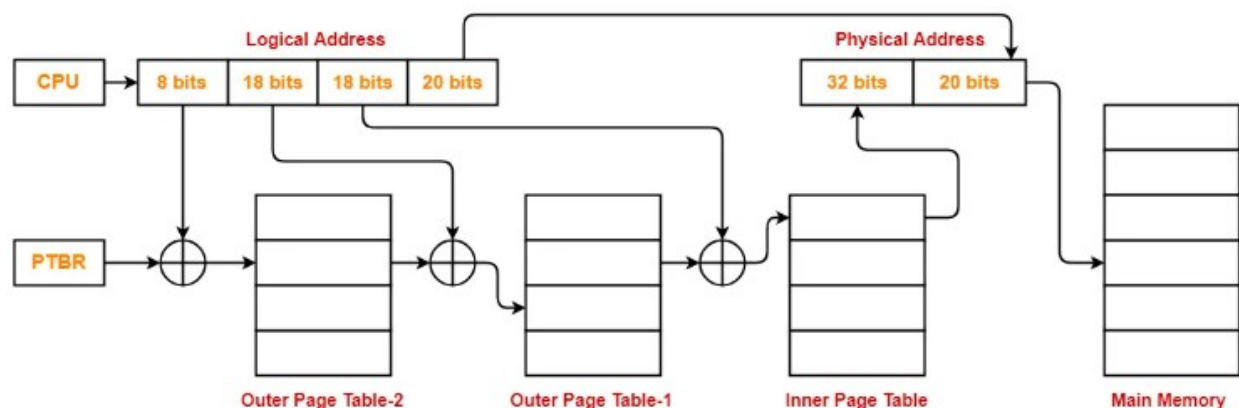 Logical Address
Physical Address
CPU
8 bits
18 bits
18 bits
20 bits
32 bits
20 bits
PTBR
Outer Page Table-2
Outer Page Table-1
Inner Page Table
Main Memory